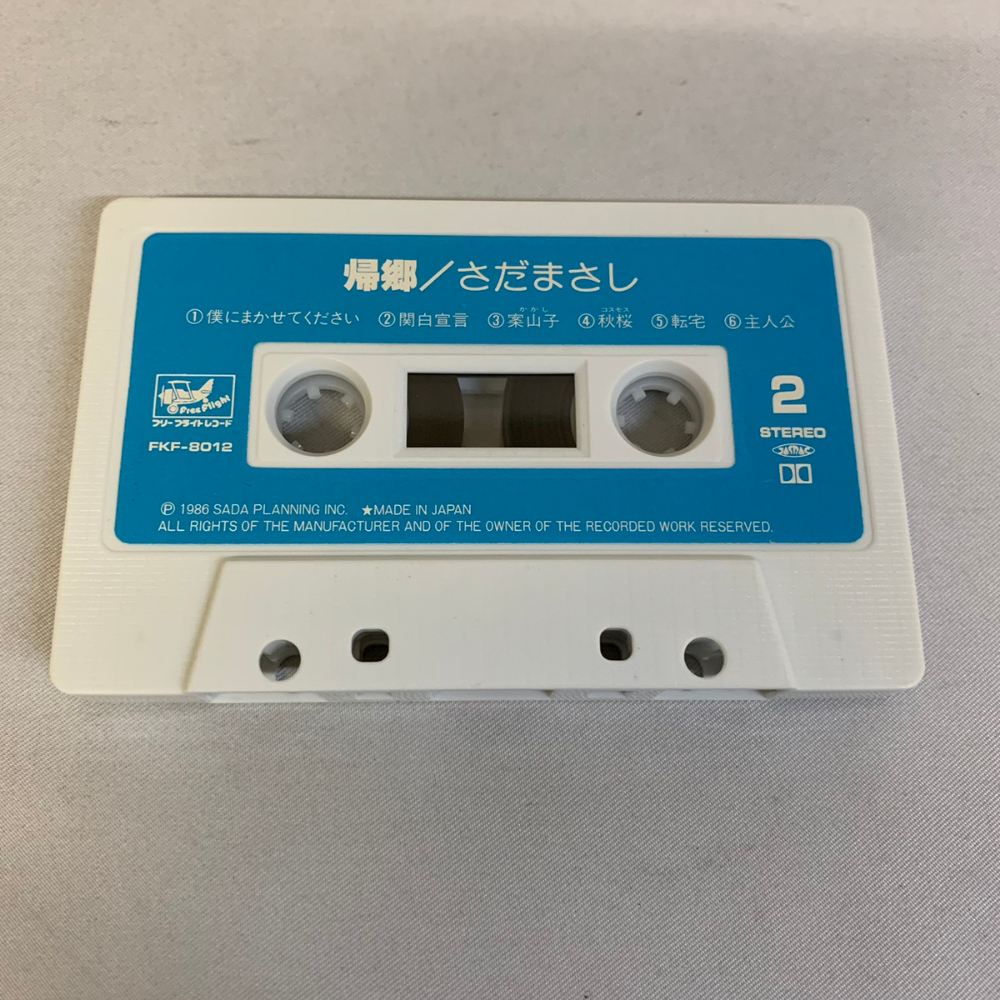 帰郷/さだまさし
①僕にまかせてください ②関白宣言 ③案山子 ④秋桜 ⑤転宅 ⑥主人公
かかし コスモス
Free Flight
フリーフライトレコード
FKF-8012
2
STEREO
JASRAC
Ⓟ 1986 SADA PLANNING INC. ★MADE IN JAPAN
ALL RIGHTS OF THE MANUFACTURER AND OF THE OWNER OF THE RECORDED WORK RESERVED.